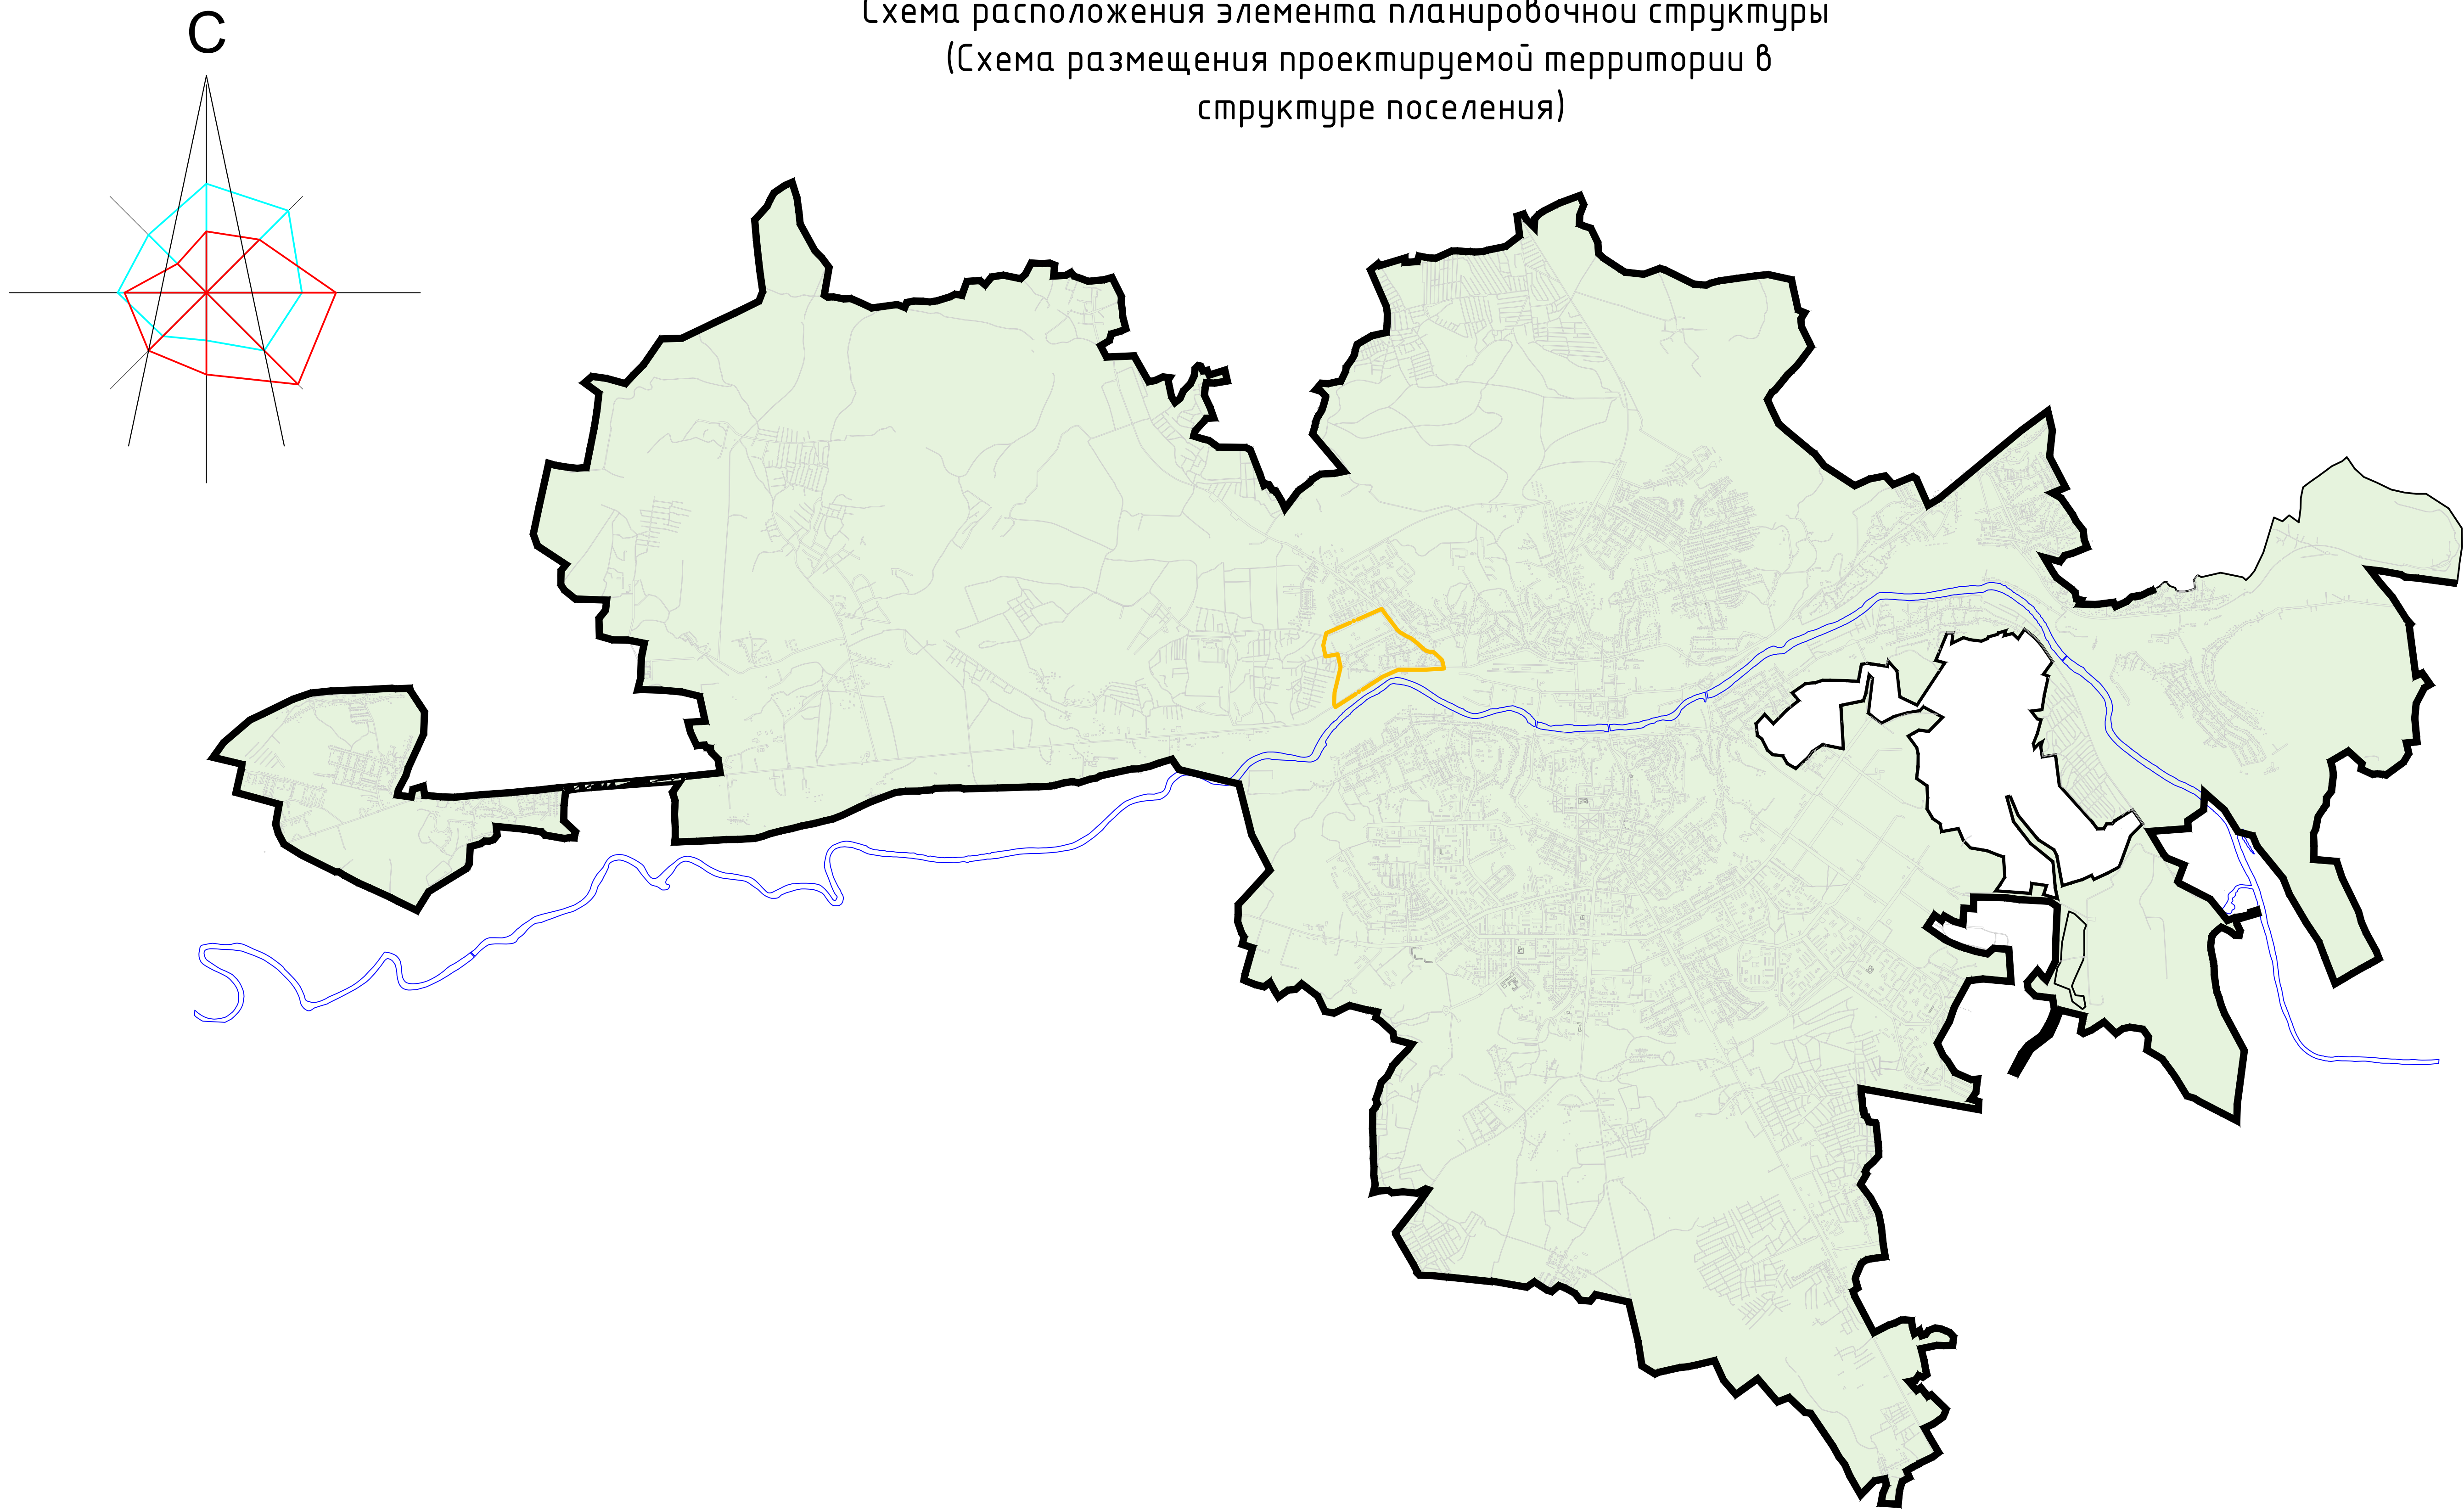 С
Схема расположения элемента планировочной структуры
(Схема размещения проектируемой территории в
структуре поселения)